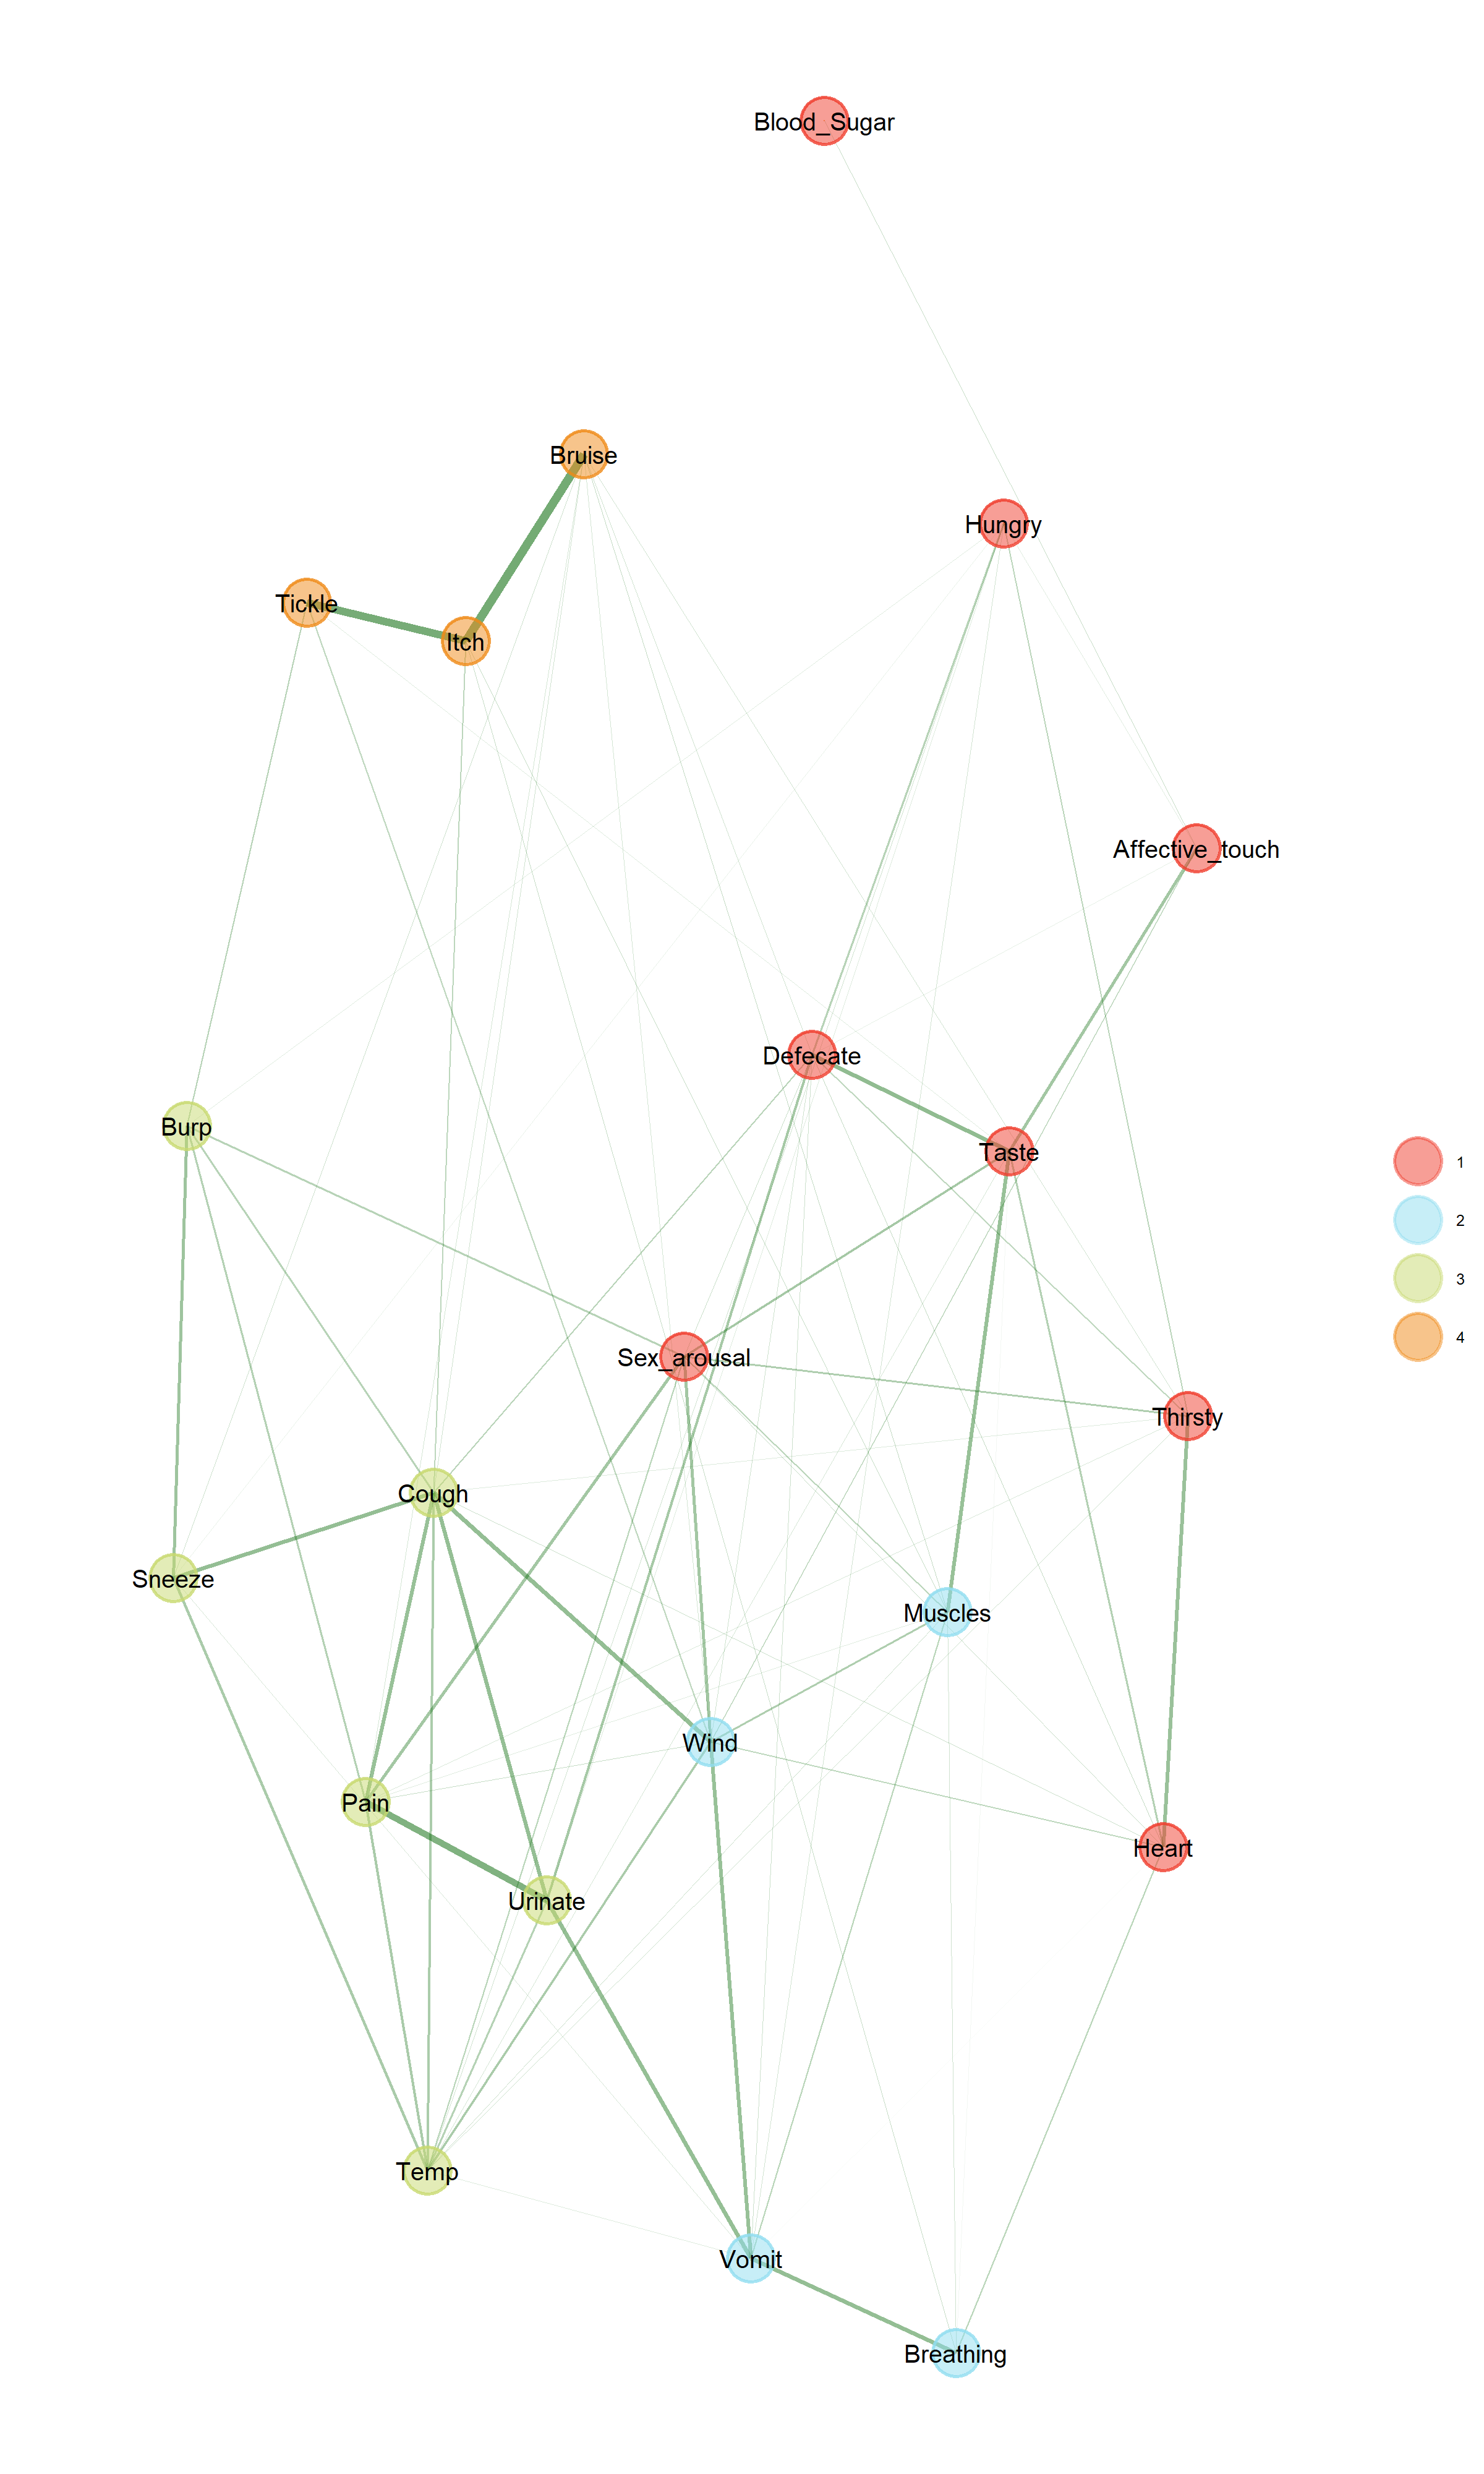 Blood_Sugar
Bruise
Hungry
Tickle
Itch
Affective_touch
Defecate
Burp
Taste
1
2
3
4
Sex_arousal
Thirsty
Cough
Sneeze
Muscles
Wind
Pain
Heart
Urinate
Temp
Vomit
Breathing